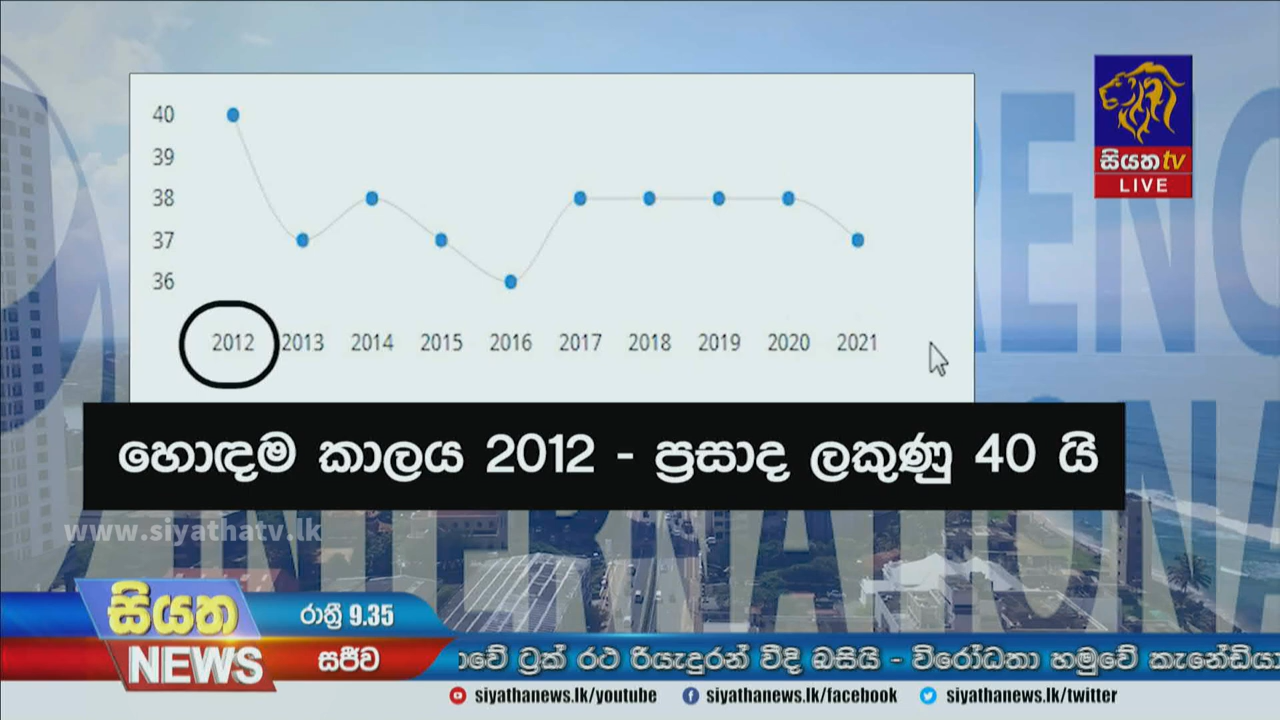 40
39
38
37
36
2012 2013 2014 2015 2016 2017 2018 2019 2020 2021
සියත tv
LIVE
හොඳම කාලය 2012 - ප්‍රසාද ලකුණු 40 යි
www.siyathatv.lk
INTERNATIONA
සියත
NEWS
රාත්‍රී 9.35
සජීව
ට්‍රක් රථ රියැදුරන් වීදි බසියි - විරෝධතා හමුවේ කැනේඩියා
siyathanews.lk/youtube siyathanews.lk/facebook siyathanews.lk/twitter